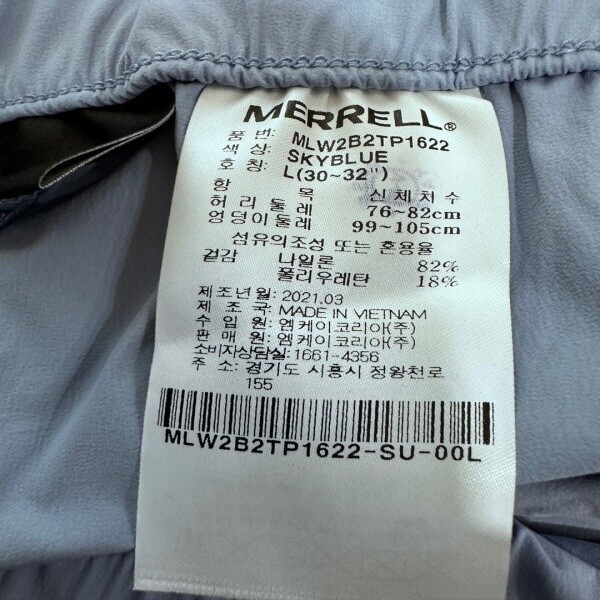 MERRELL®
품 번: MLW2B2TP1622
색 상: SKYBLUE
호 칭: L(30~32")
항 목 신체치수
허리 둘레 76~82cm
엉덩이둘레 99~105cm
섬유의조성 또는 혼용율
겉감 나일론 82%
폴리우레탄 18%
제조년월: 2021.03
제 조 국: MADE IN VIETNAM
수 입 원: 엠케이코리아(주)
판 매 원: 엠케이코리아(주)
소비자상담실: 1661-4356
주 소: 경기도 시흥시 정왕천로
155
MLW2B2TP1622-SU-00L